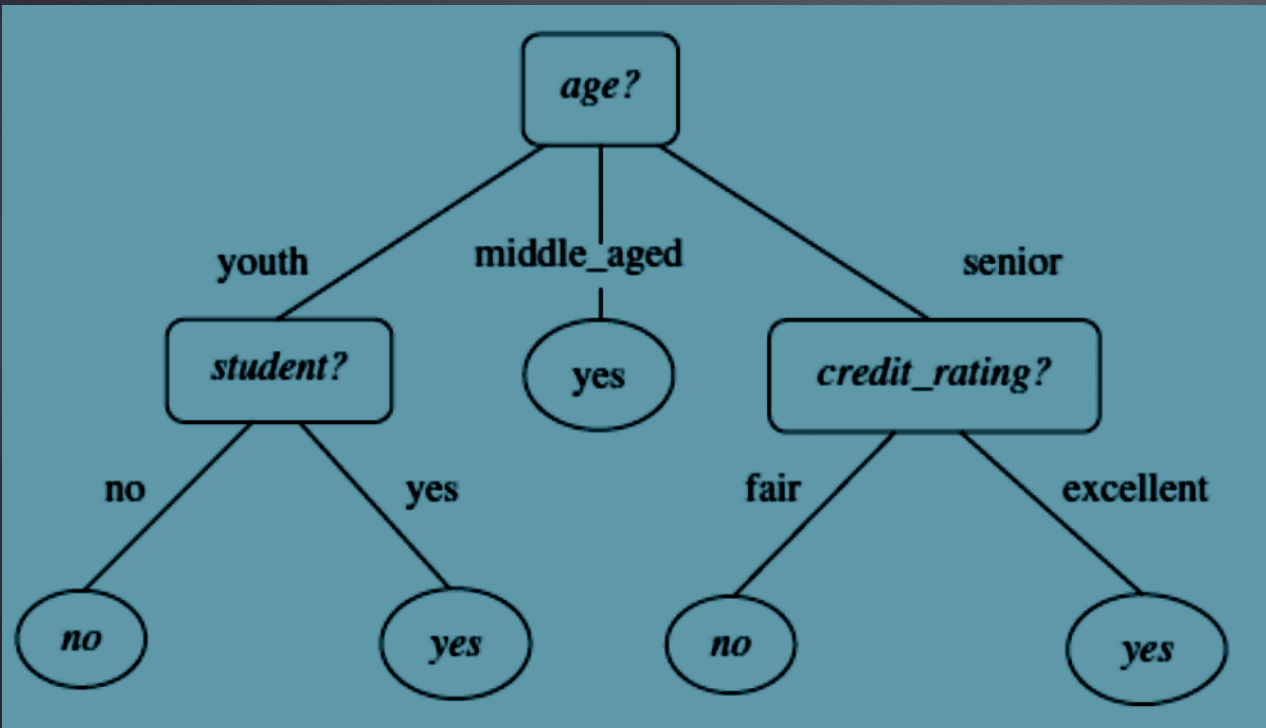 age?
youth
middle_aged
senior
student?
yes
credit_rating?
no
yes
fair
excellent
no
yes
no
yes